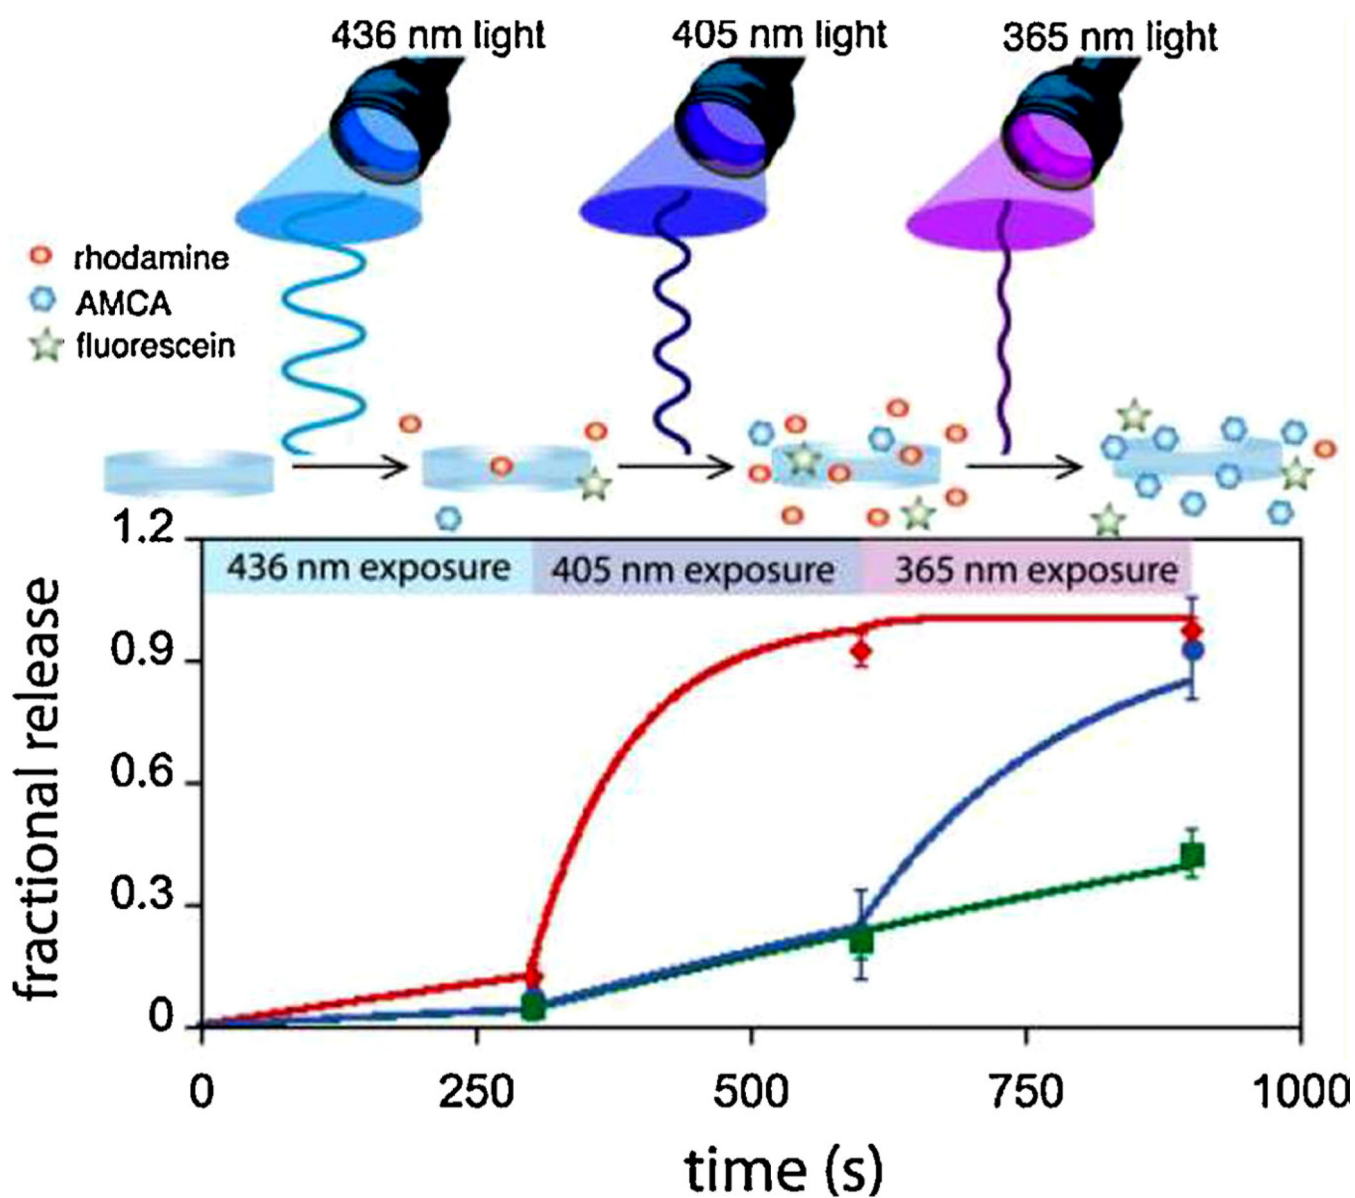 436 nm light 405 nm light 365 nm light
rhodamine
AMCA
fluorescein
1.2
436 nm exposure 405 nm exposure 365 nm exposure
0.9
0.6
0.3
0
fractional release
0 250 500 750 1000
time (s)